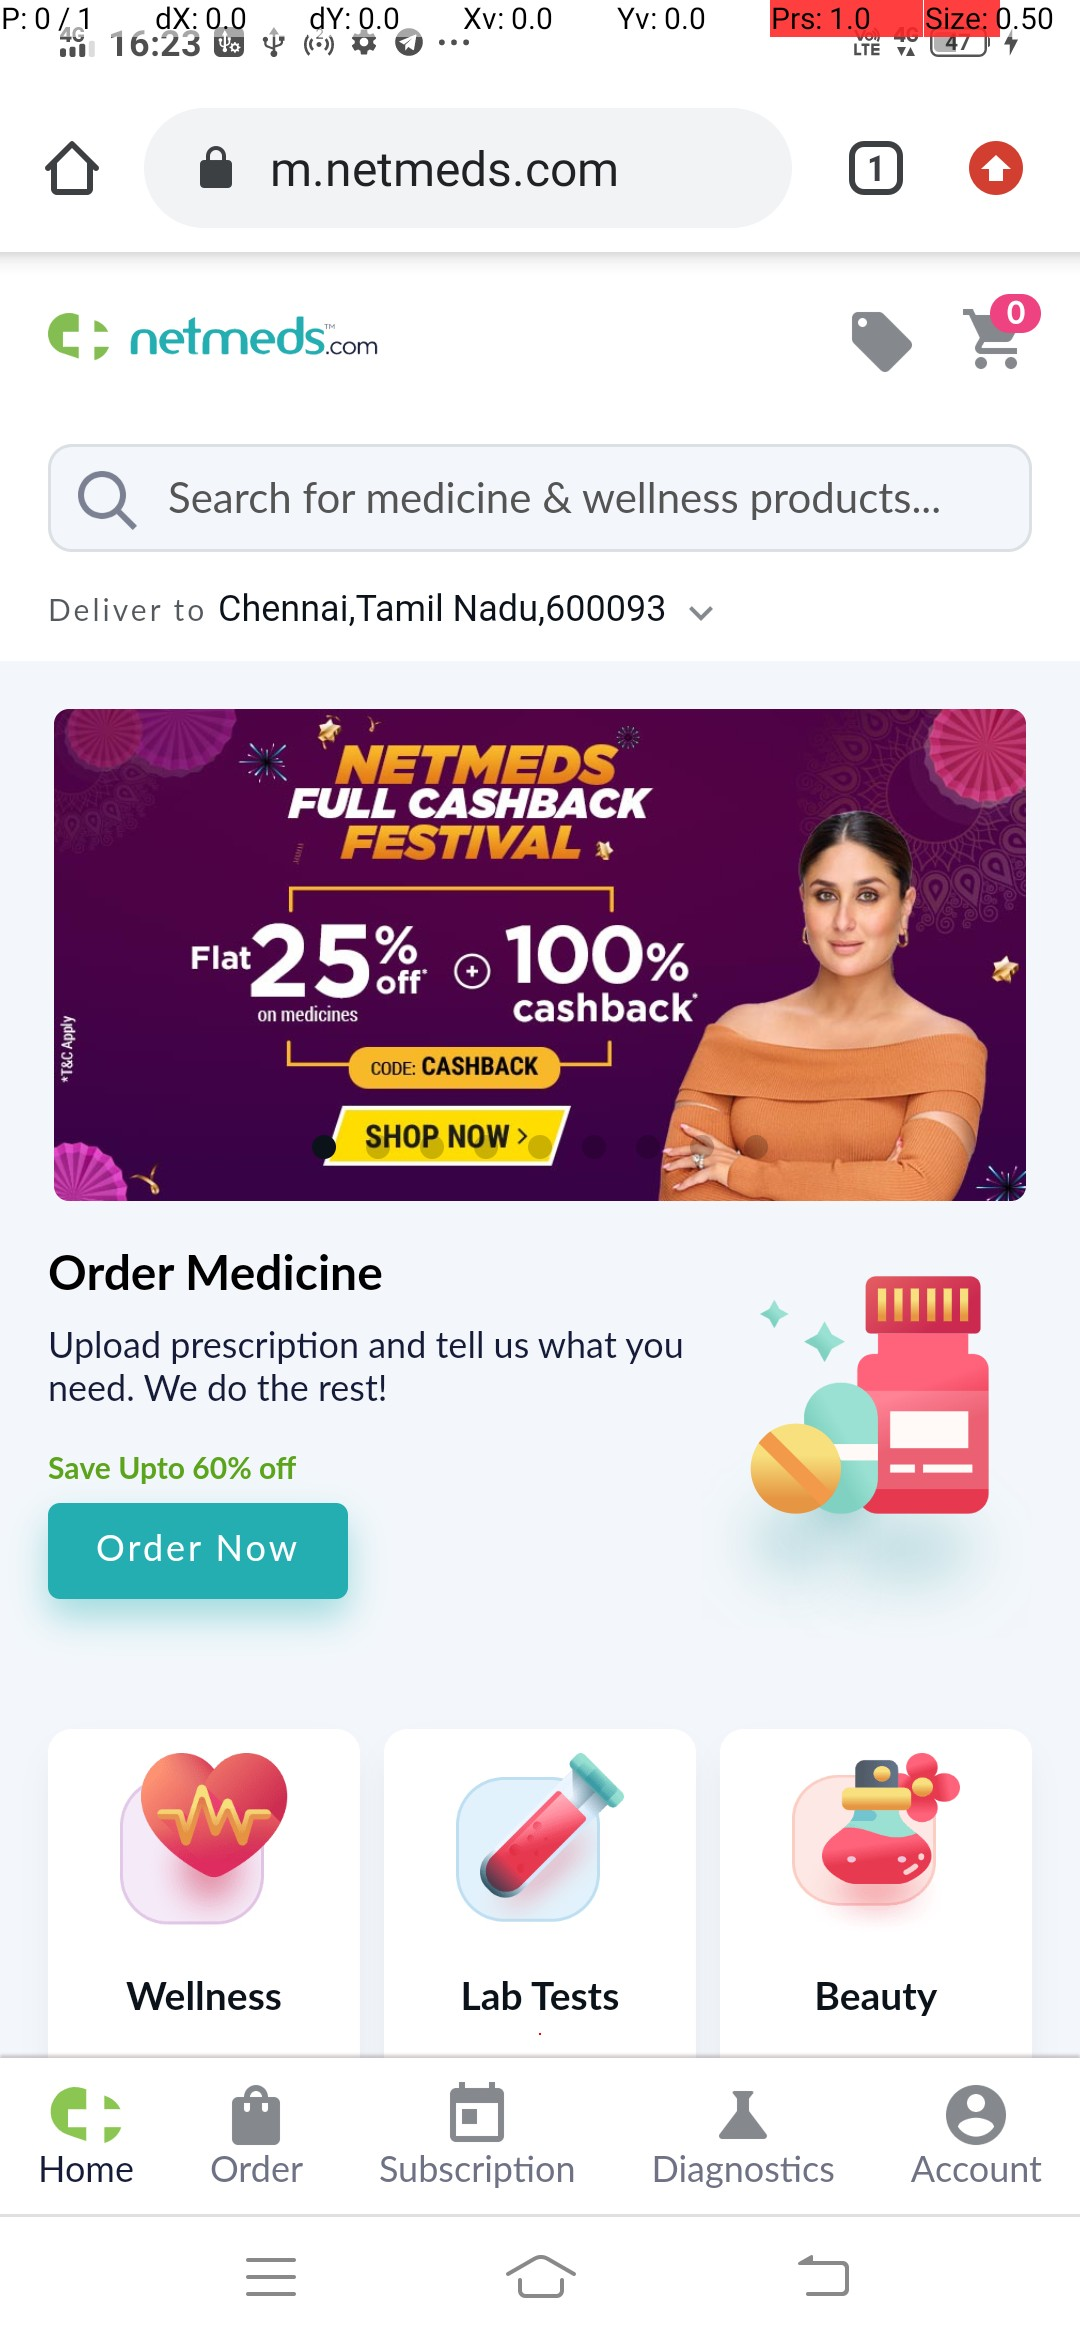 P: 0 / 1 dX: 0.0 dY: 0.0 Xv: 0.0 Yv: 0.0 Prs: 1.0 Size: 0.50
4G 16:23 Vo) LTE 4G 47
m.netmeds.com 1
netmeds.com™ 0
Search for medicine & wellness products...
Deliver to Chennai,Tamil Nadu,600093
NETMEDS
FULL CASHBACK
FESTIVAL
Flat 25% off* + 100% cashback*
on medicines
*T&C Apply
CODE: CASHBACK
SHOP NOW >
Order Medicine
Upload prescription and tell us what you
need. We do the rest!
Save Upto 60% off
Order Now
Wellness Lab Tests Beauty
Home Order Subscription Diagnostics Account